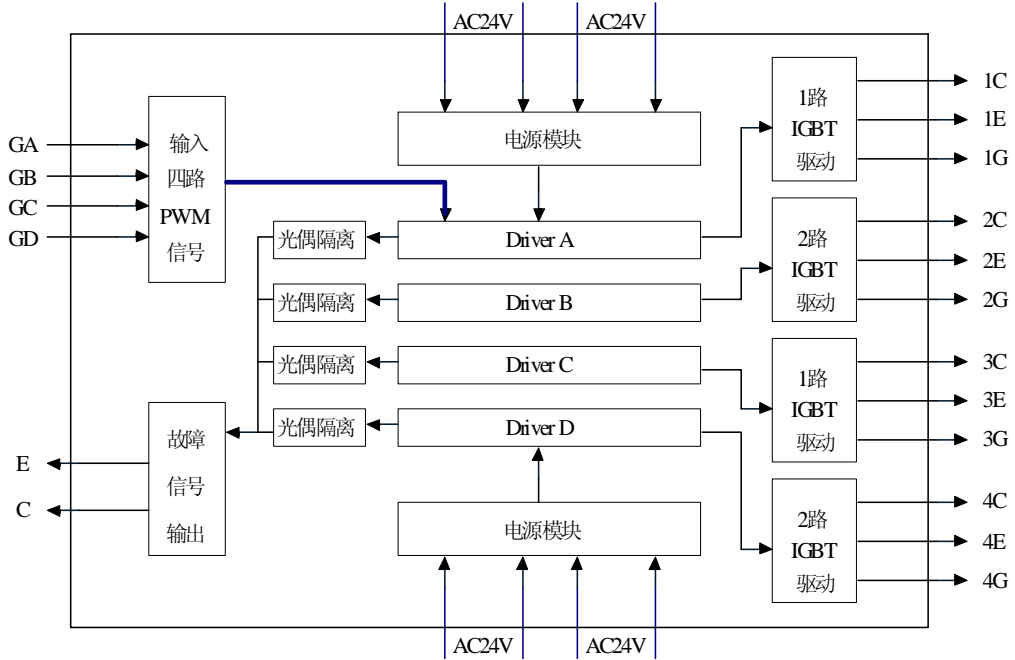 AC24V
AC24V
GA
GB
GC
GD
输入
四路
PWM
信号
电源模块
1路
IGBT
驱动
1C
1E
1G
光偶隔离
Driver A
光偶隔离
Driver B
2路
IGBT
驱动
2C
2E
2G
光偶隔离
Driver C
1路
IGBT
驱动
3C
3E
3G
光偶隔离
Driver D
故障
信号
输出
E
C
电源模块
2路
IGBT
驱动
4C
4E
4G
AC24V
AC24V